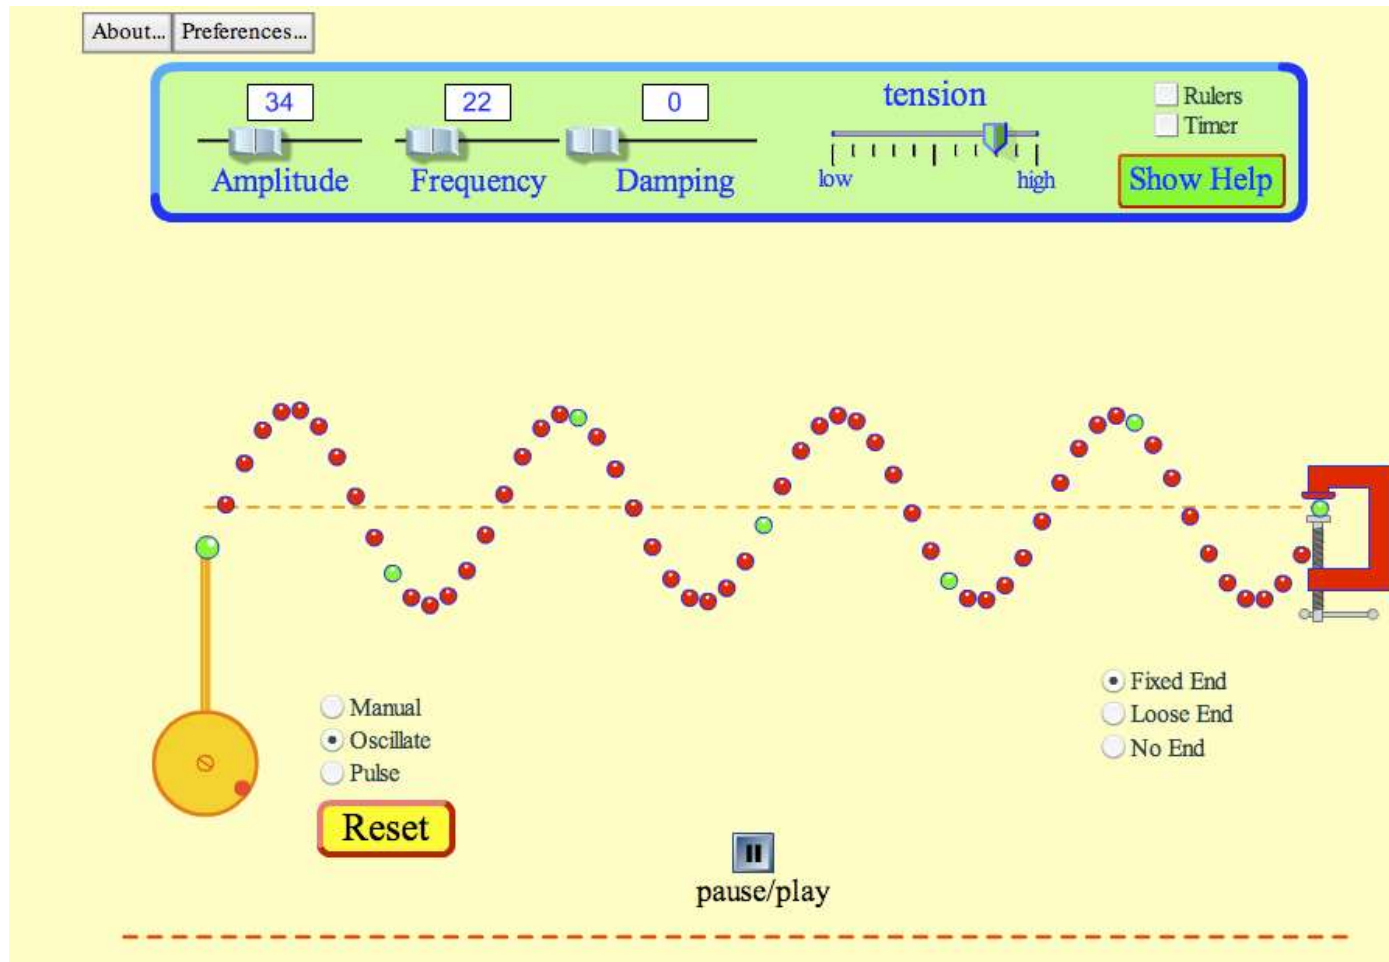 About... Preferences...
34 22 0 tension Rulers
Timer
Amplitude Frequency Damping low high Show Help
Manual
Oscillate
Pulse
Reset
Fixed End
Loose End
No End
pause/play